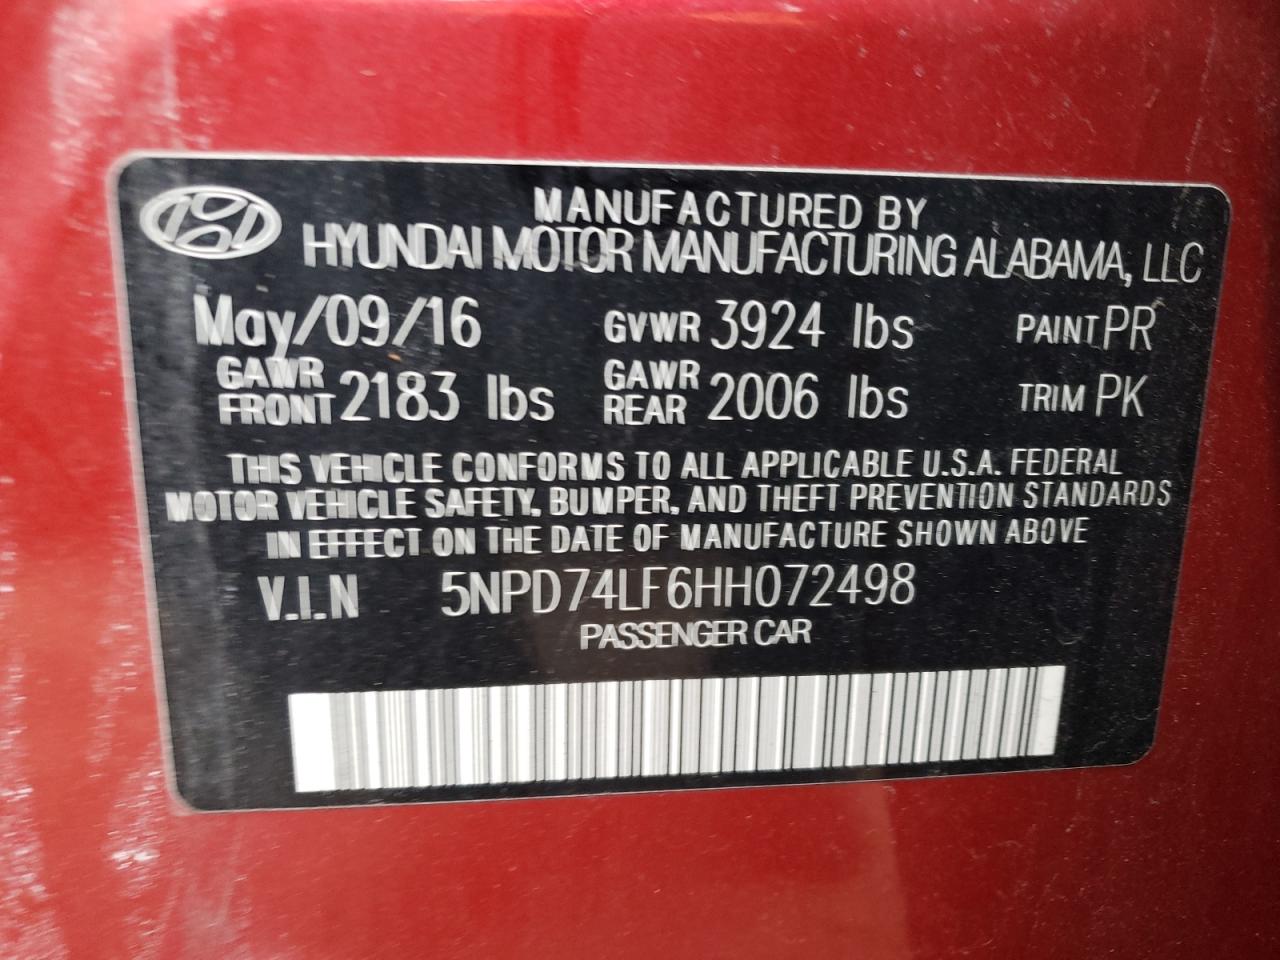 MANUFACTURED BY
HYUNDAI MOTOR MANUFACTURING ALABAMA, LLC
May/09/16 GVWR 3924 lbs PAINT PR
GAWR FRONT 2183 lbs GAWR REAR 2006 lbs TRIM PK
THIS VEHICLE CONFORMS TO ALL APPLICABLE U.S.A. FEDERAL
MOTOR VEHICLE SAFETY, BUMPER, AND THEFT PREVENTION STANDARDS
IN EFFECT ON THE DATE OF MANUFACTURE SHOWN ABOVE
V.I.N 5NPD74LF6HH072498
PASSENGER CAR